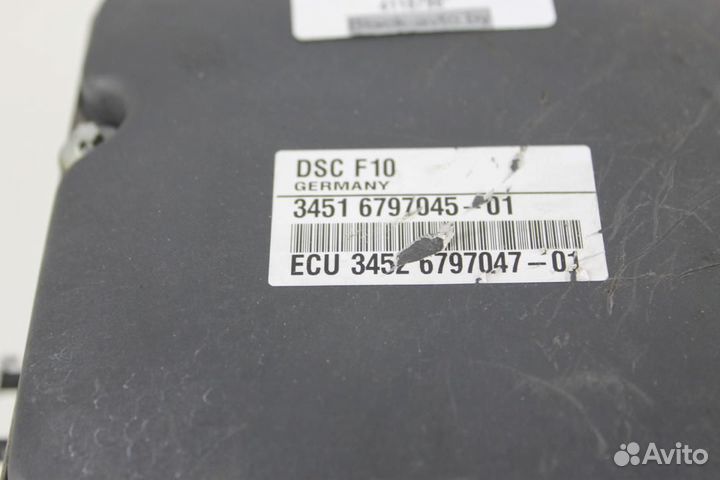 DSC F10
GERMANY
3451 6797045-01
ECU 3452 6797047-01
Avito